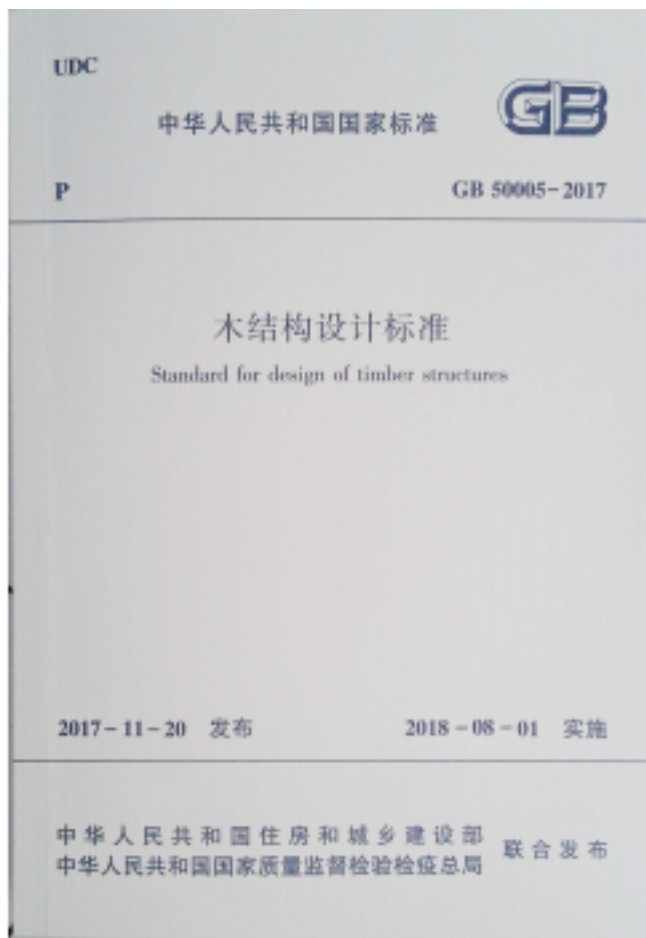 UDC
中华人民共和国国家标准
GB
P
GB 50005-2017
木结构设计标准
Standard for design of timber structures
2017-11-20 发布
2018-08-01 实施
中华人民共和国住房和城乡建设部
中华人民共和国国家质量监督检验检疫总局
联合发布